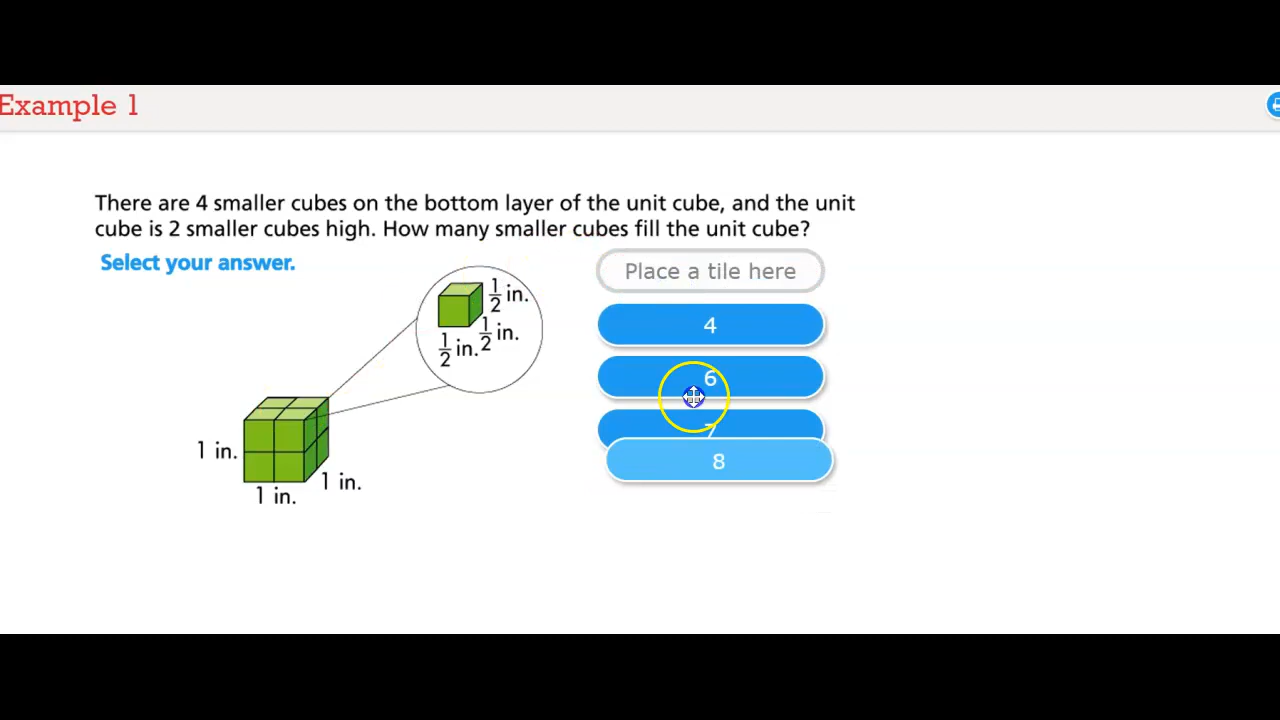 Example 1
There are 4 smaller cubes on the bottom layer of the unit cube, and the unit
cube is 2 smaller cubes high. How many smaller cubes fill the unit cube?
Select your answer.
Place a tile here
1/2 in.
1/2 in.
1/2 in.
4
6
7
8
1 in.
1 in.
1 in.